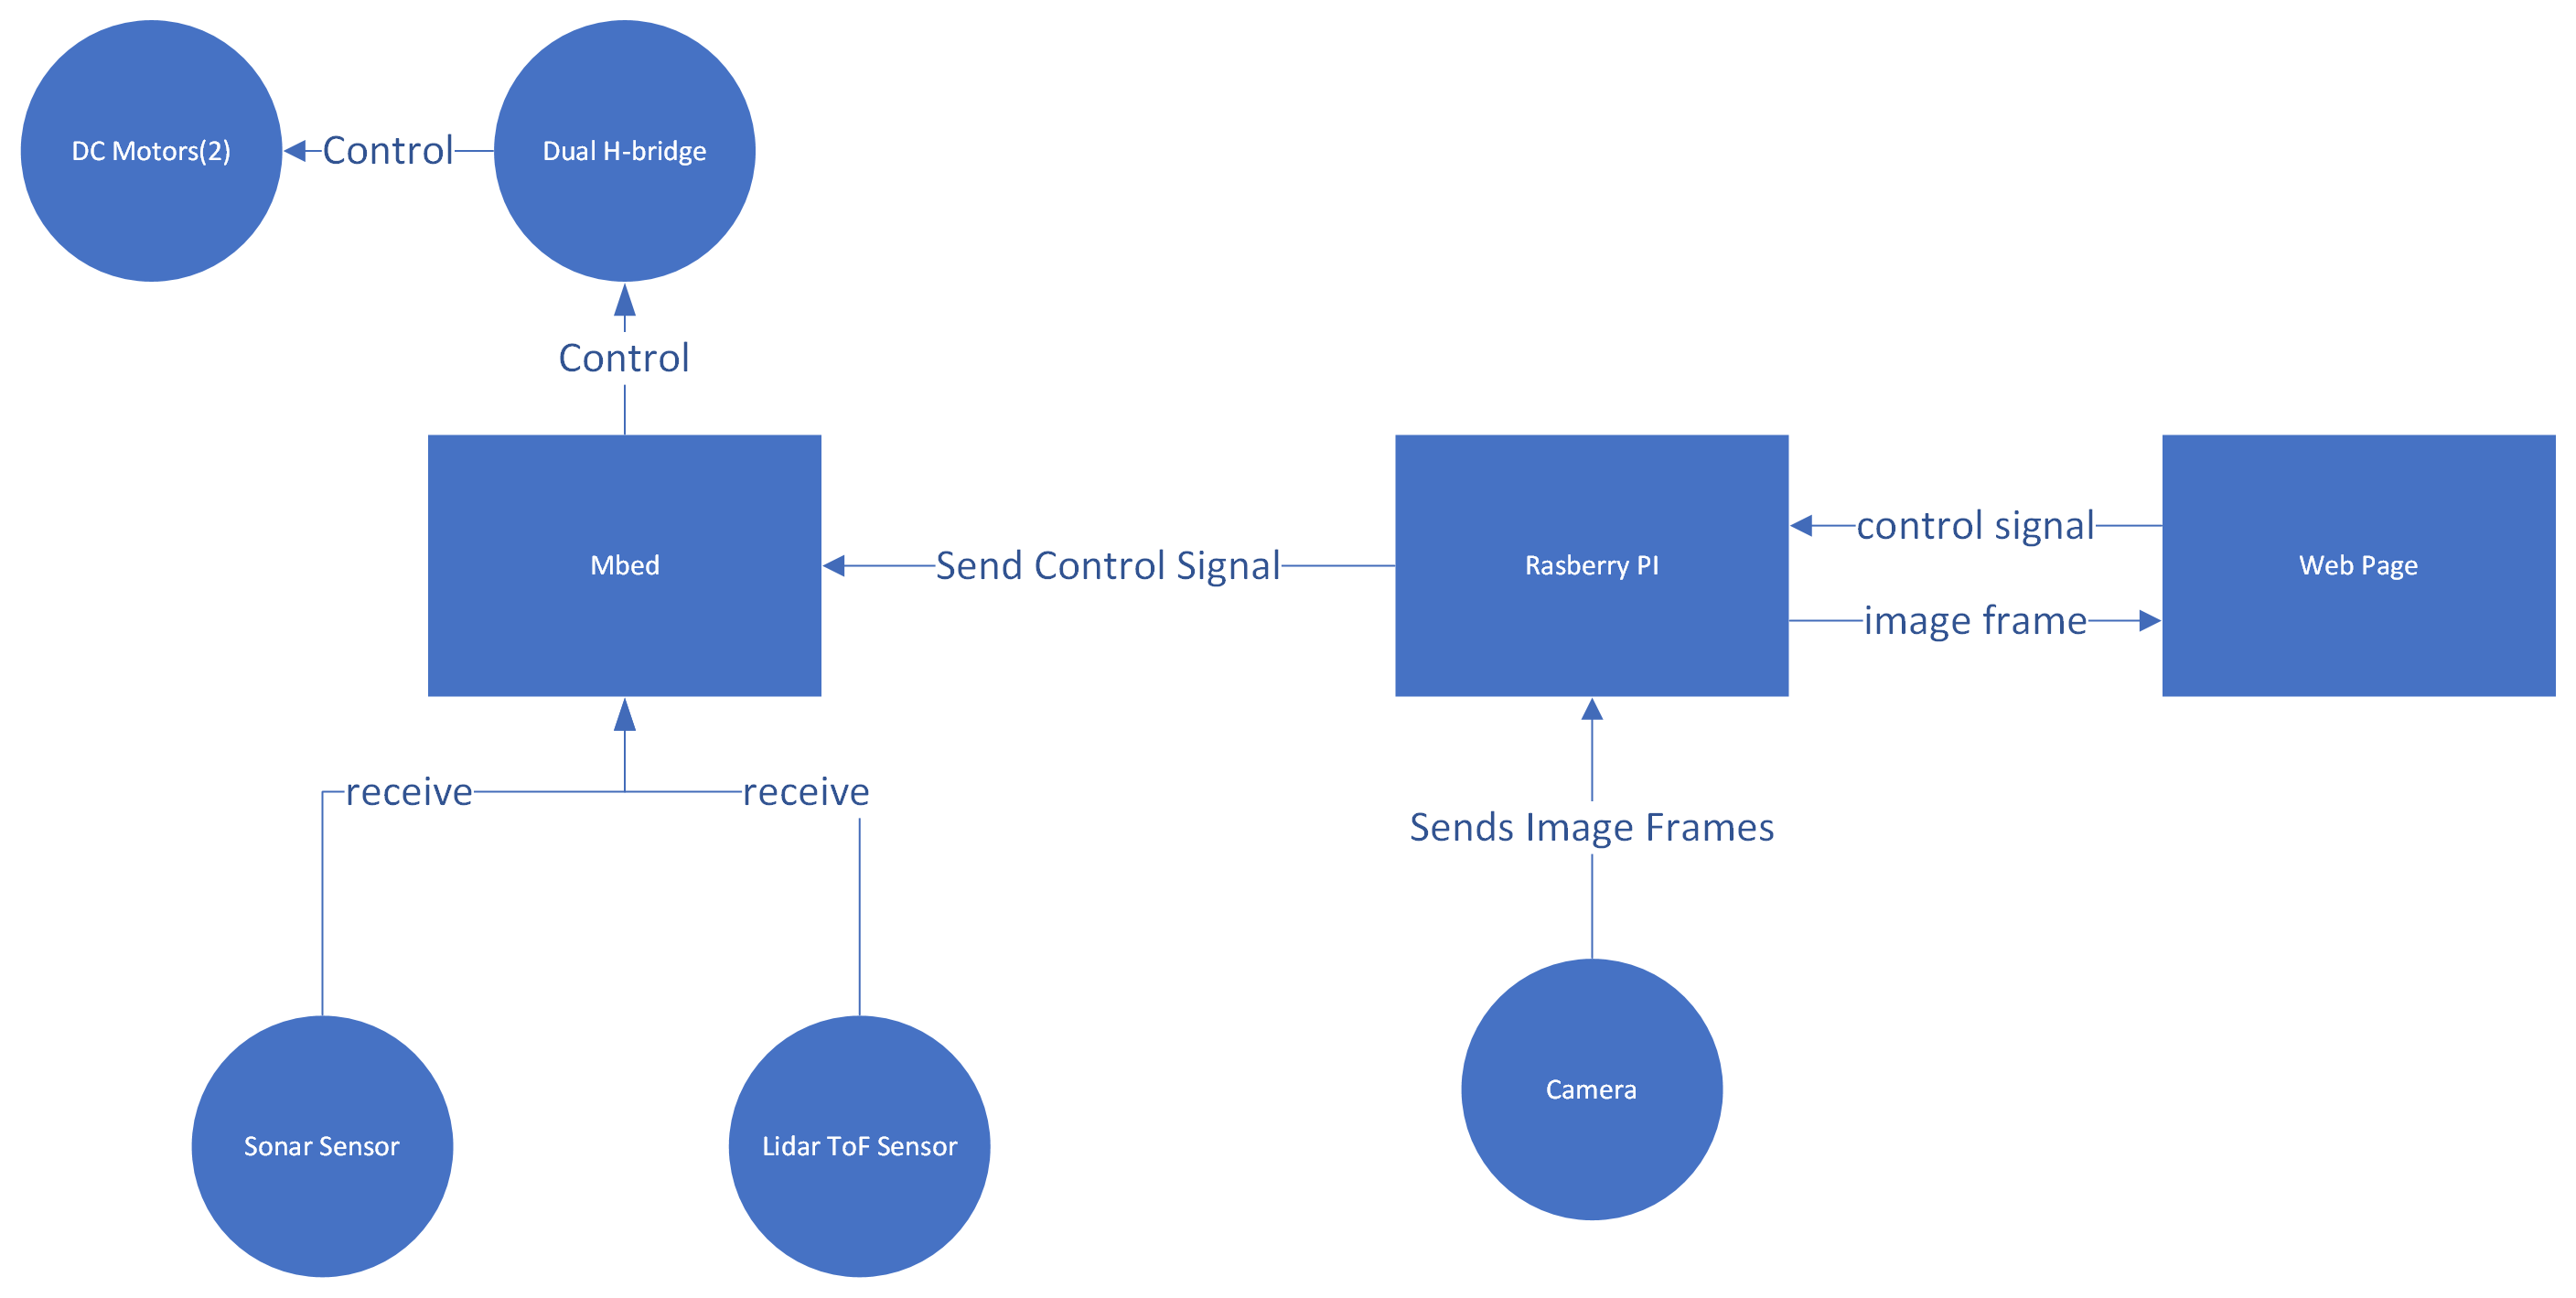 DC Motors(2)
Control
Dual H-bridge
Control
Mbed
Send Control Signal
Rasberry PI
control signal
image frame
Web Page
receive
receive
Sends Image Frames
Sonar Sensor
Lidar ToF Sensor
Camera